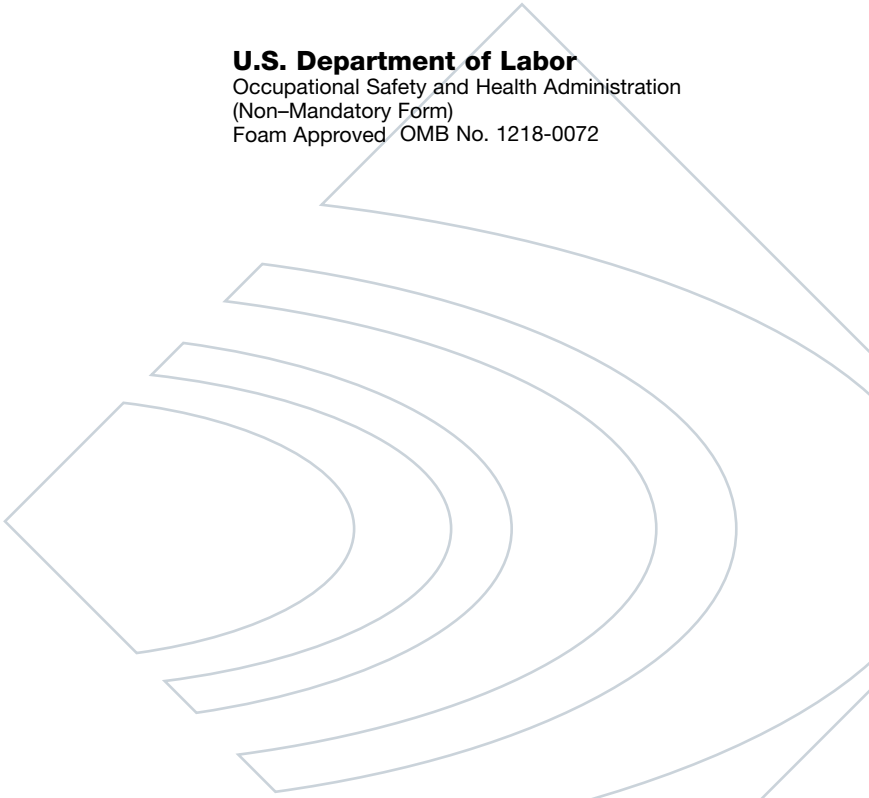 U.S. Department of Labor
Occupational Safety and Health Administration
(Non–Mandatory Form)
Foam Approved OMB No. 1218-0072